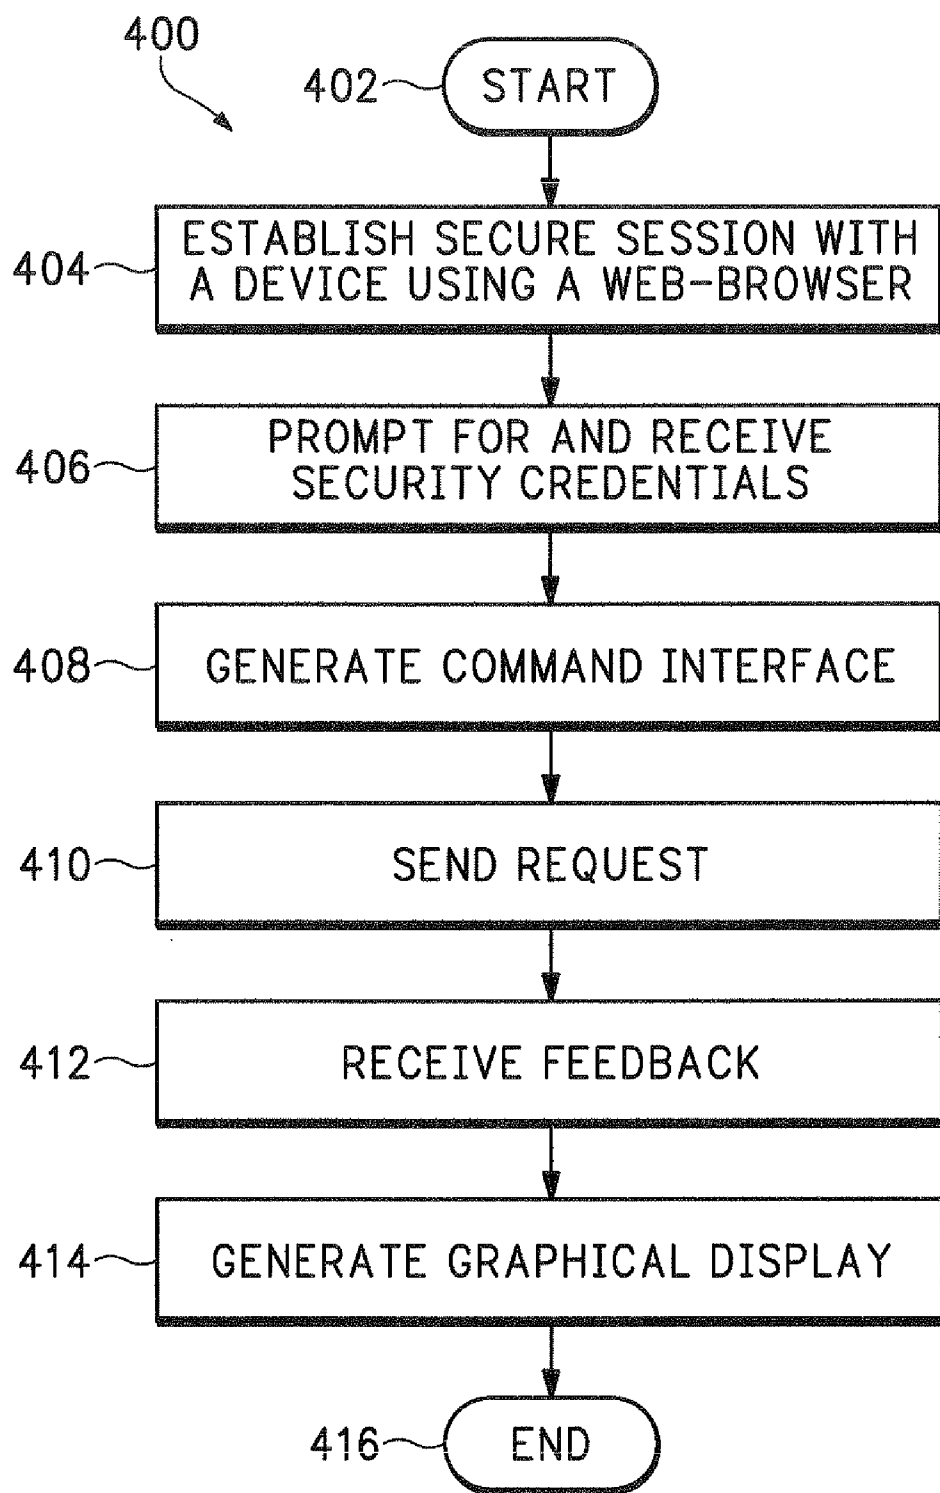 400
402 START
404 ESTABLISH SECURE SESSION WITH
A DEVICE USING A WEB-BROWSER
406 PROMPT FOR AND RECEIVE
SECURITY CREDENTIALS
408 GENERATE COMMAND INTERFACE
410 SEND REQUEST
412 RECEIVE FEEDBACK
414 GENERATE GRAPHICAL DISPLAY
416 END